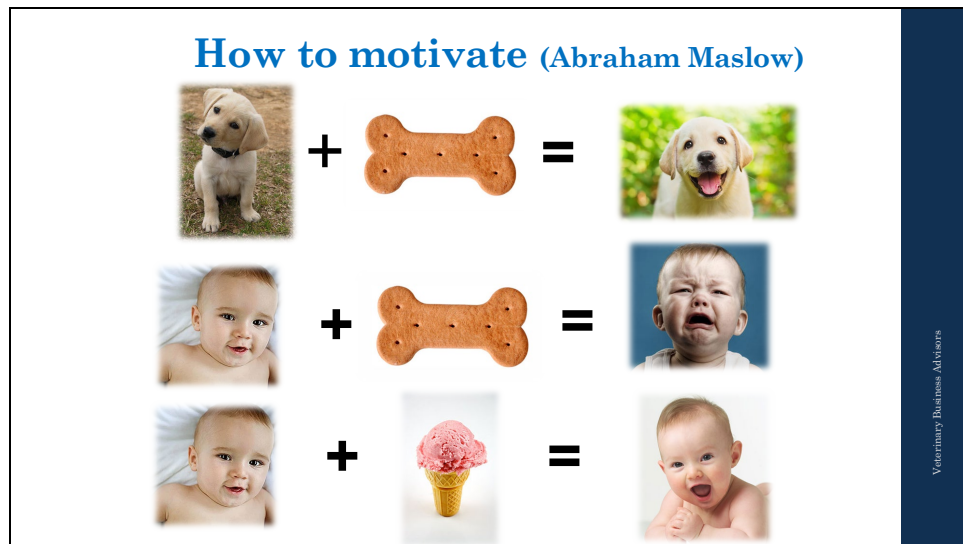 How to motivate (Abraham Maslow)
+ =
+ =
+ =
Veterinary Business Advisors